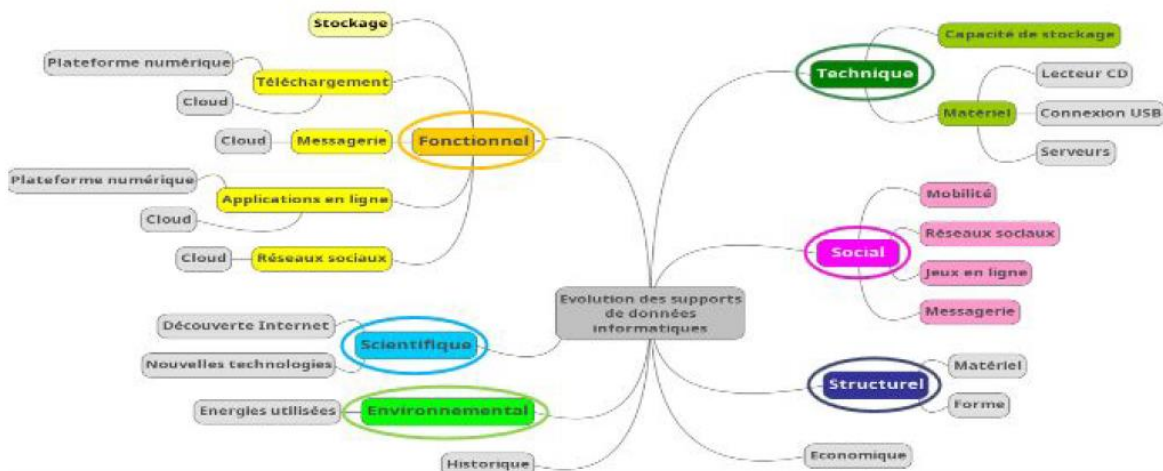 Stockage
Plateforme numérique
Téléchargement
Cloud
Cloud
Messagerie
Fonctionnel
Plateforme numérique
Applications en ligne
Cloud
Cloud
Réseaux sociaux
Découverte Internet
Scientifique
Nouvelles technologies
Energies utilisées
Environnemental
Historique
Evolution des supports
de données
informatiques
Technique
Capacité de stockage
Matériel
Lecteur CD
Connexion USB
Serveurs
Social
Mobilité
Réseaux sociaux
Jeux en ligne
Messagerie
Structurel
Matériel
Forme
Economique